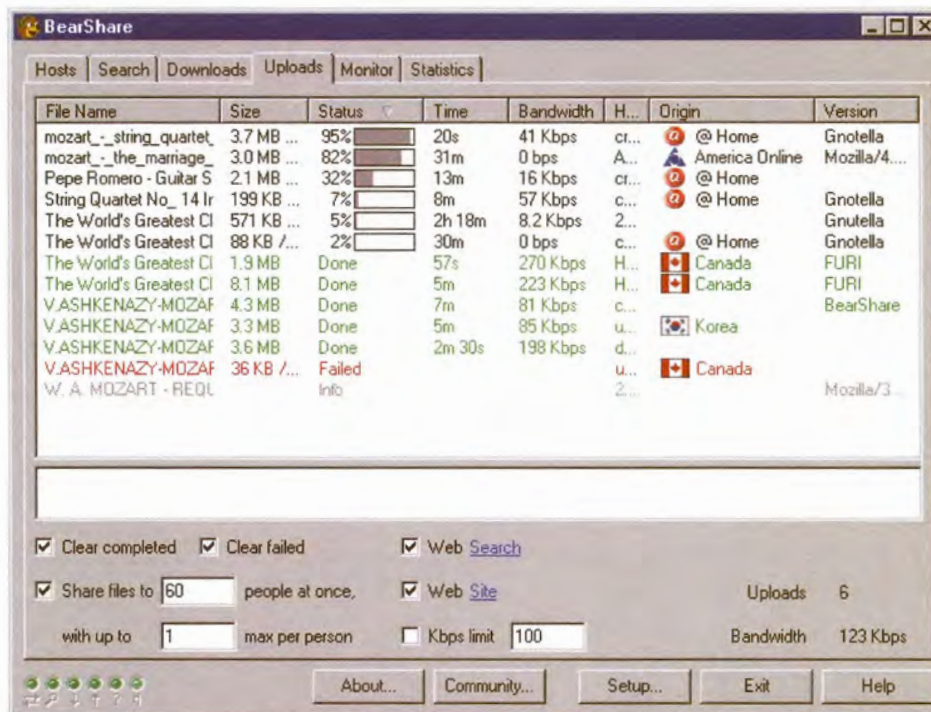 BearShare
Hosts Search Downloads Uploads Monitor Statistics
File Name Size Status Time Bandwidth H... Origin Version
mozart_-_string_quartet_ 3.7 MB ... 95% 20s 41 Kbps cr... @ Home Gnotella
mozart_-_the_marriage_ 3.0 MB ... 82% 31m 0 bps A... America Online Mozilla/4....
Pepe Romero - Guitar S 2.1 MB ... 32% 13m 16 Kbps cr... @ Home
String Quartet No_ 14 Ir 199 KB ... 7% 8m 57 Kbps c... @ Home Gnotella
The World's Greatest Cl 571 KB ... 5% 2h 18m 8.2 Kbps 2... Gnutella
The World's Greatest Cl 88 KB /... 2% 30m 0 bps c... @ Home Gnotella
The World's Greatest Cl 1.9 MB Done 57s 270 Kbps H... Canada FURI
The World's Greatest Cl 8.1 MB Done 5m 223 Kbps H... Canada FURI
V.ASHKENAZY-MOZAF 4.3 MB Done 7m 81 Kbps c... BearShare
V.ASHKENAZY-MOZAF 3.3 MB Done 5m 85 Kbps u... Korea
V.ASHKENAZY-MOZAF 3.6 MB Done 2m 30s 198 Kbps d...
V.ASHKENAZY-MOZAF 36 KB /... Failed u... Canada
W. A. MOZART - REQL Info 2... Mozilla/3...
Clear completed Clear failed Web Search
Share files to 60 people at once, Web Site Uploads 6
with up to 1 max per person Kbps limit 100 Bandwidth 123 Kbps
About... Community... Setup... Exit Help